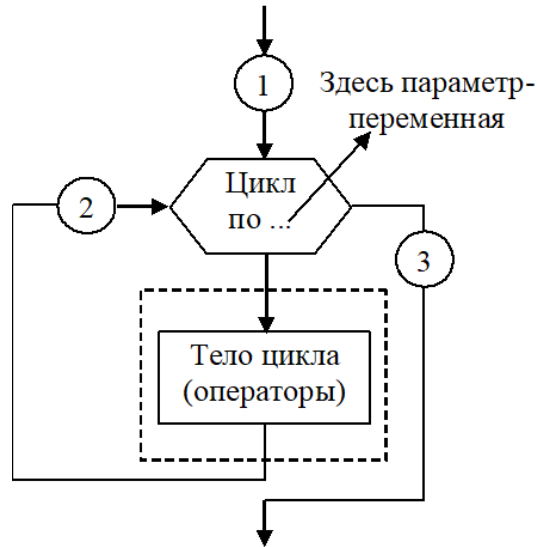 1
Здесь параметр-
переменная
Цикл
по ...
2
3
Тело цикла
(операторы)